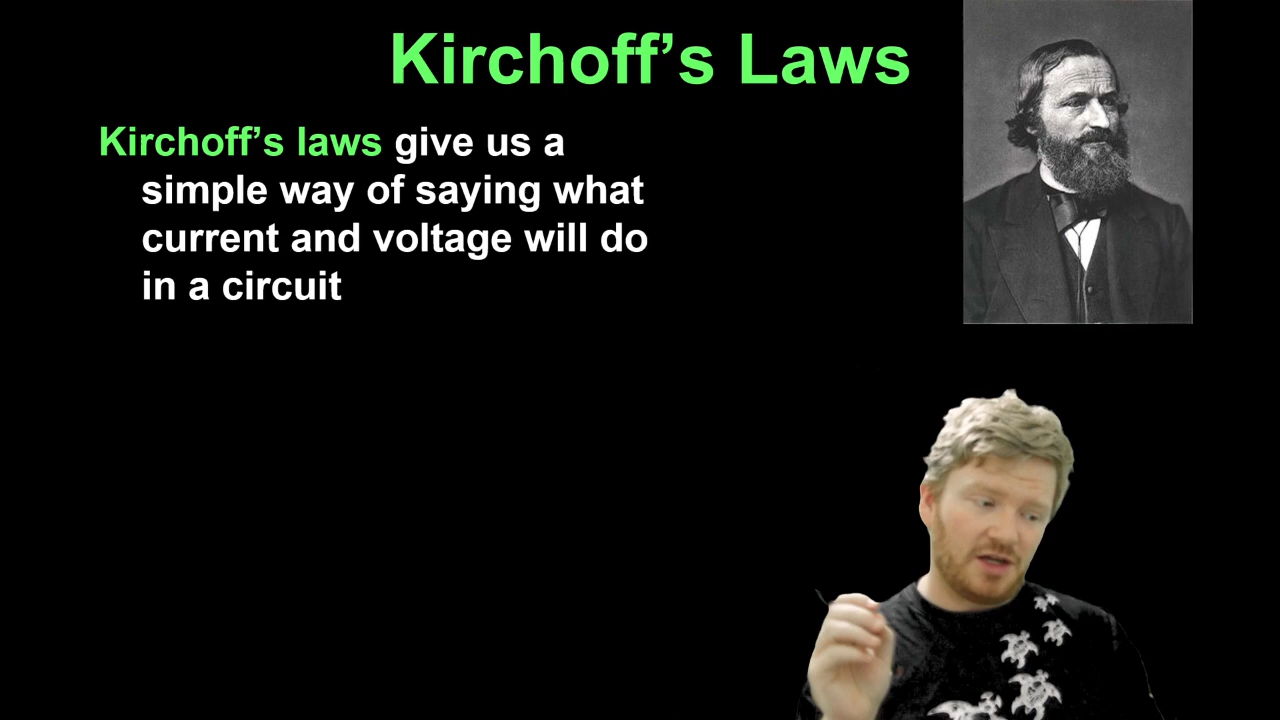 Kirchoff’s Laws
Kirchoff’s laws give us a
simple way of saying what
current and voltage will do
in a circuit